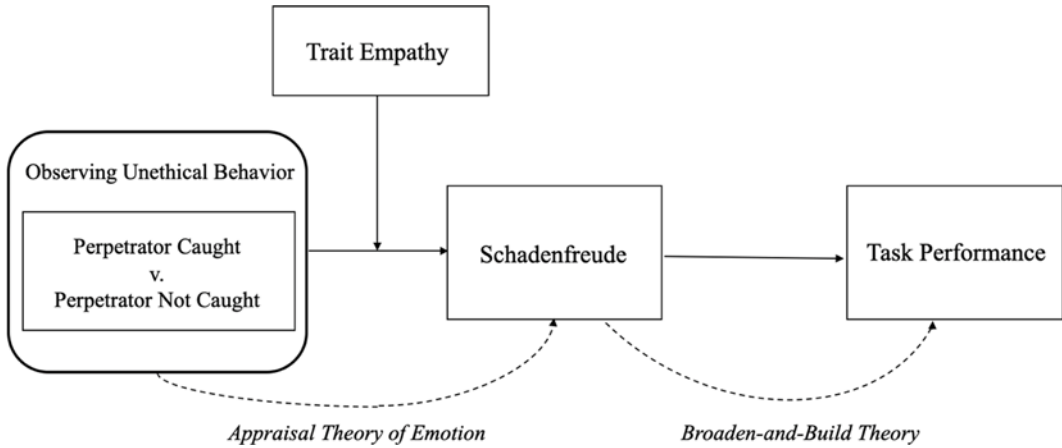 Trait Empathy
Observing Unethical Behavior
Perpetrator Caught
v.
Perpetrator Not Caught
Schadenfreude
Task Performance
Appraisal Theory of Emotion
Broaden-and-Build Theory